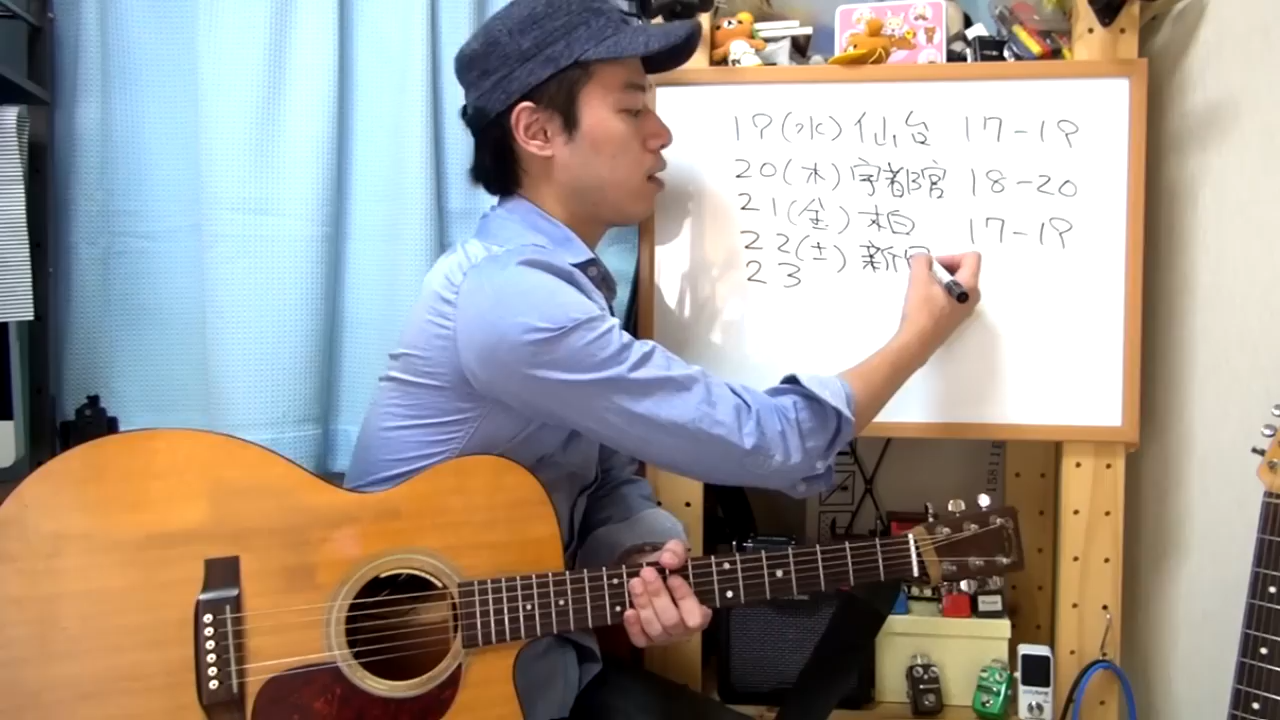 19(水)仙台 17-19
20(木)宇都宮 18-20
21(金)柏 17-19
22(土)新
23
15811P